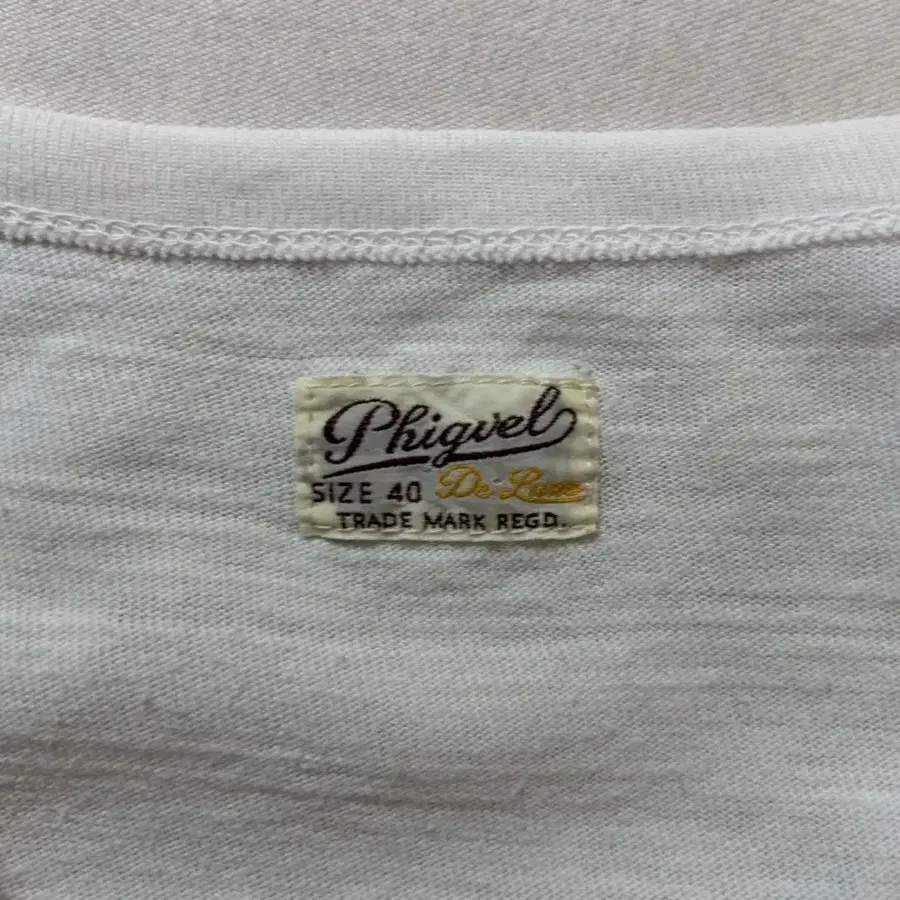 Phigvel
SIZE 40 De Luxe
TRADE MARK REGD.